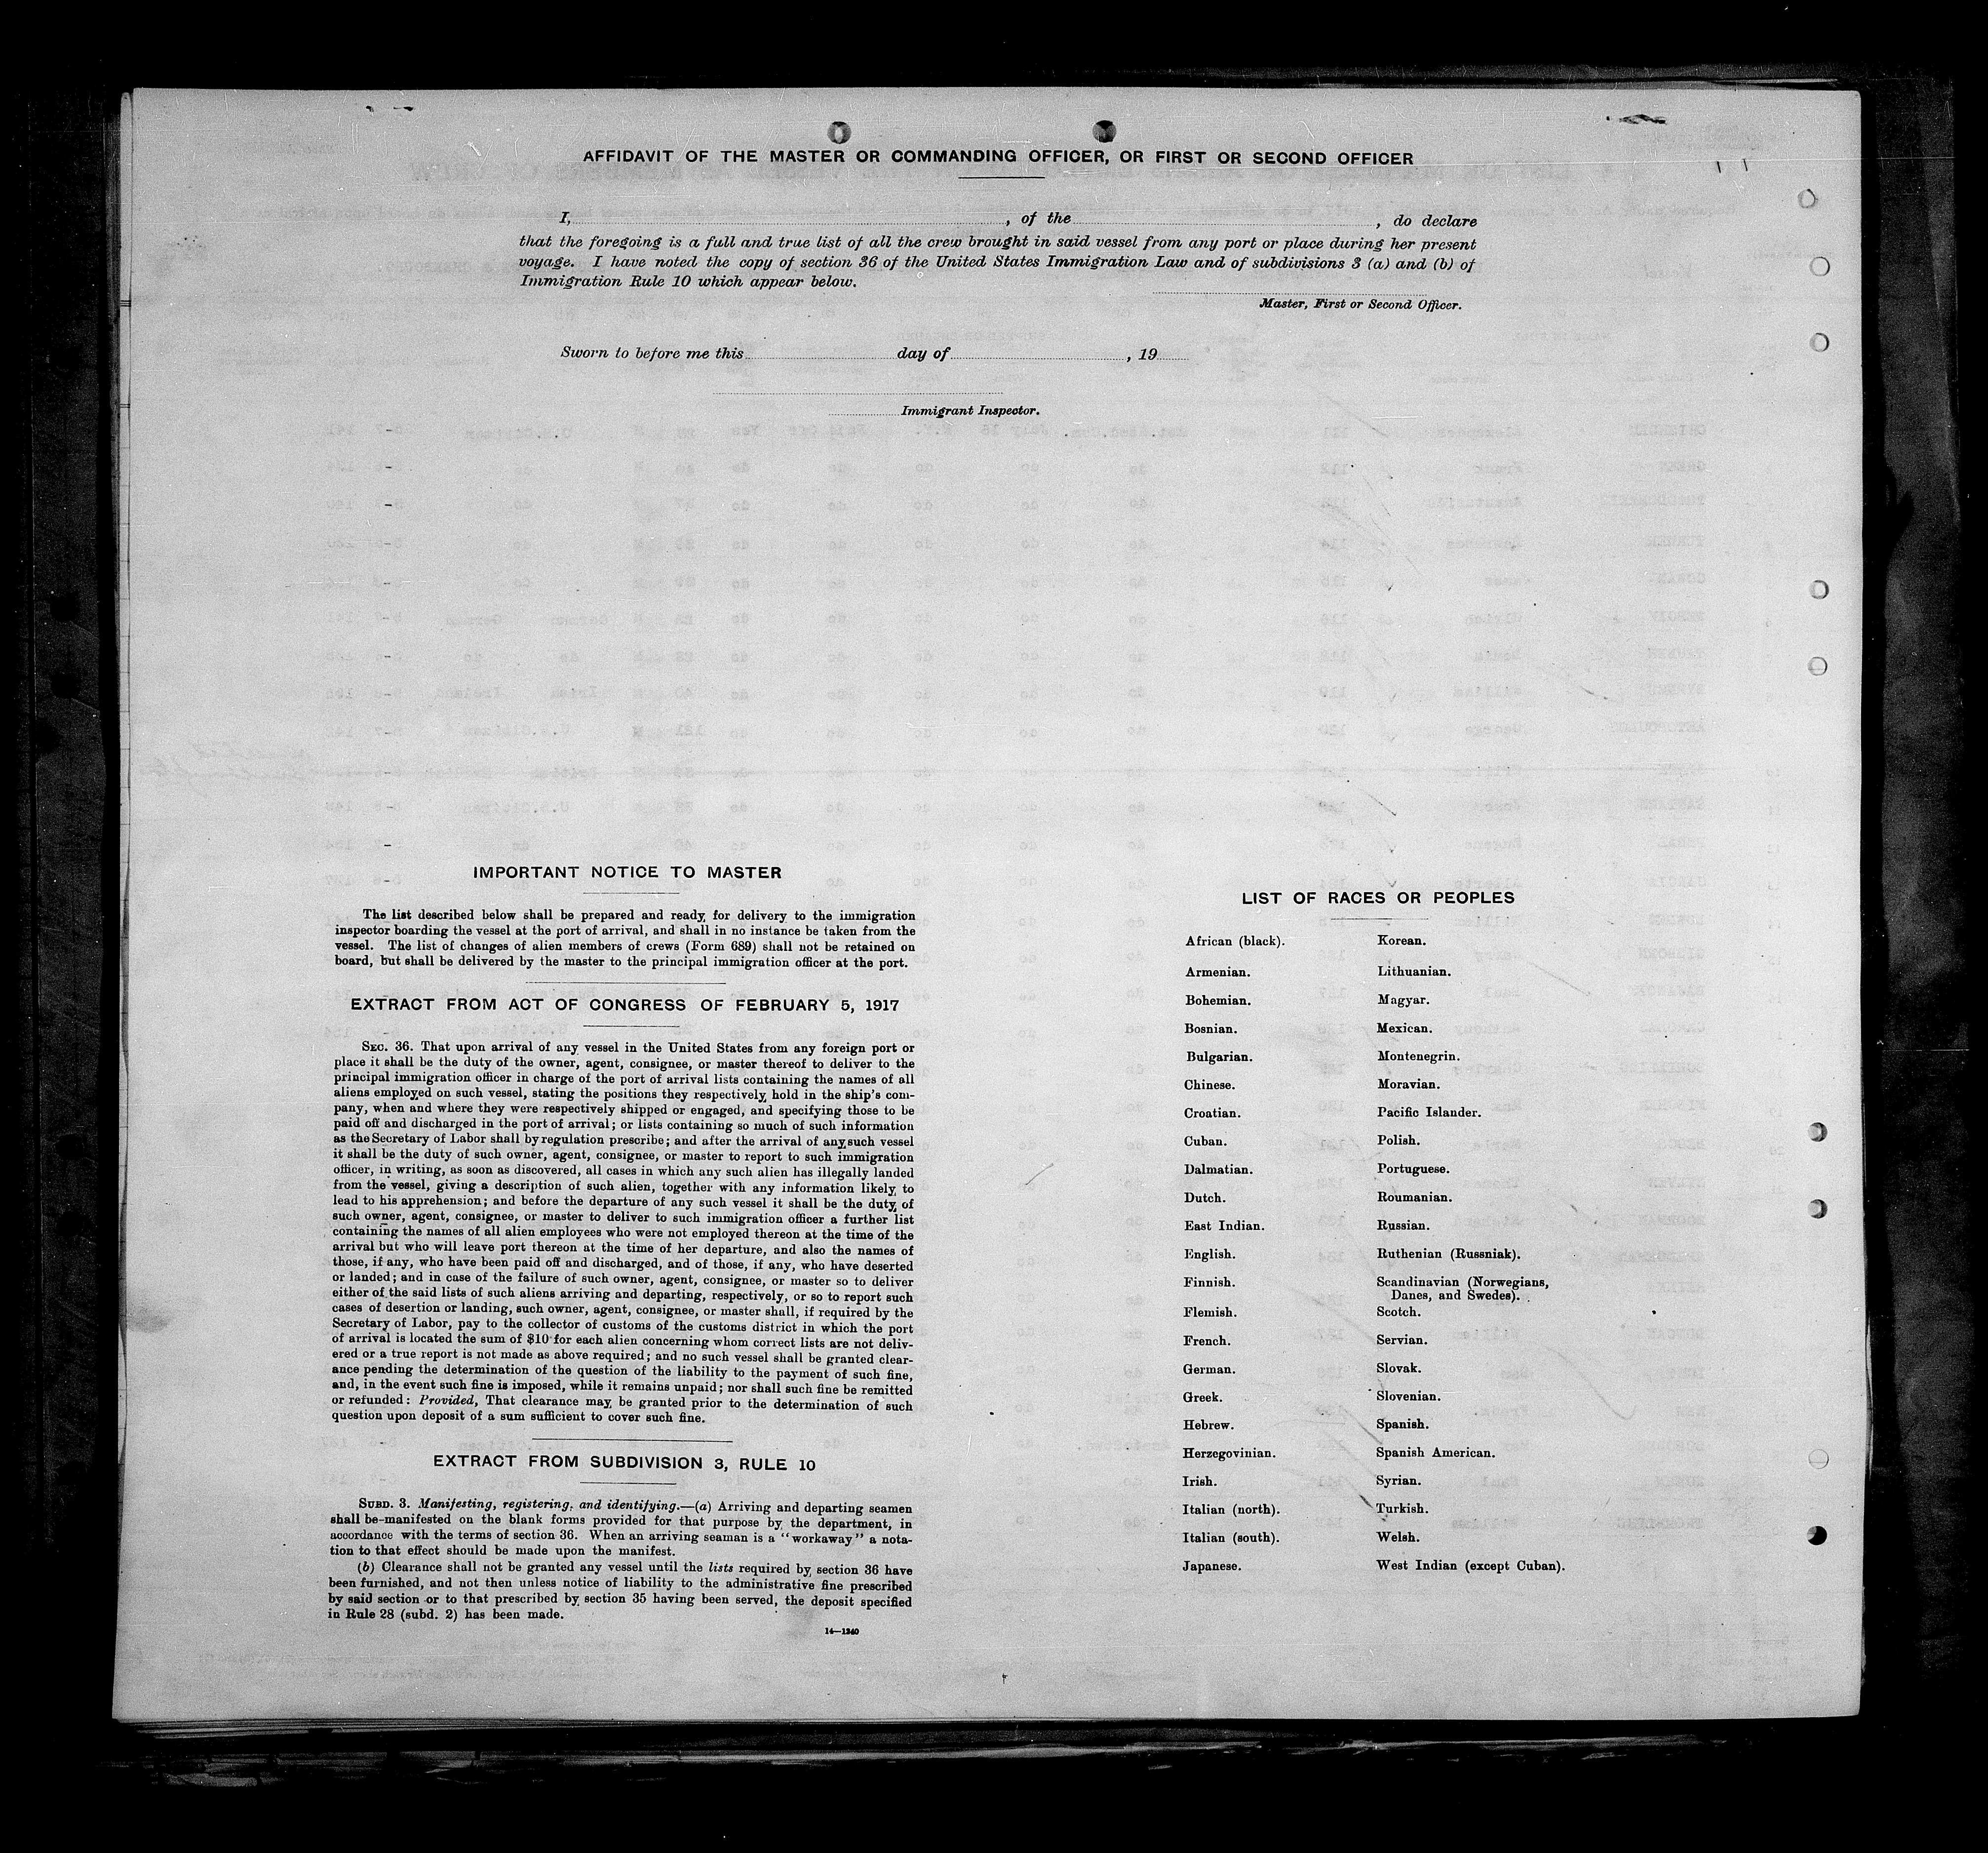 AFFIDAVIT OF THE MASTER OR COMMANDING OFFICER, OR FIRST OR SECOND OFFICER
I, , of the , do declare
that the foregoing is a full and true list of all the crew brought in said vessel from any port or place during her present
voyage. I have noted the copy of section 36 of the United States Immigration Law and of subdivisions 3 (a) and (b) of
Immigration Rule 10 which appear below.
Master, First or Second Officer.
Sworn to before me this day of , 19
Immigrant Inspector.
IMPORTANT NOTICE TO MASTER
The list described below shall be prepared and ready for delivery to the immigration
inspector boarding the vessel at the port of arrival, and shall in no instance be taken from the
vessel. The list of changes of alien members of crews (Form 689) shall not be retained on
board, but shall be delivered by the master to the principal immigration officer at the port.
EXTRACT FROM ACT OF CONGRESS OF FEBRUARY 5, 1917
SEC. 36. That upon arrival of any vessel in the United States from any foreign port or
place it shall be the duty of the owner, agent, consignee, or master thereof to deliver to the
principal immigration officer in charge of the port of arrival lists containing the names of all
aliens employed on such vessel, stating the positions they respectively hold in the ship's com-
pany, when and where they were respectively shipped or engaged, and specifying those to be
paid off and discharged in the port of arrival; or lists containing so much of such information
as the Secretary of Labor shall by regulation prescribe; and after the arrival of any such vessel
it shall be the duty of such owner, agent, consignee, or master to report to such immigration
officer, in writing, as soon as discovered, all cases in which any such alien has illegally landed
from the vessel, giving a description of such alien, together with any information likely to
lead to his apprehension; and before the departure of any such vessel it shall be the duty of
such owner, agent, consignee, or master to deliver to such immigration officer a further list
containing the names of all alien employees who were not employed thereon at the time of the
arrival but who will leave port thereon at the time of her departure, and also the names of
those, if any, who have been paid off and discharged, and of those, if any, who have deserted
or landed; and in case of the failure of such owner, agent, consignee, or master so to deliver
either of the said lists of such aliens arriving and departing, respectively, or so to report such
cases of desertion or landing, such owner, agent, consignee, or master shall, if required by the
Secretary of Labor, pay to the collector of customs of the customs district in which the port
of arrival is located the sum of $10 for each alien concerning whom correct lists are not deliv-
ered or a true report is not made as above required; and no such vessel shall be granted clear-
ance pending the determination of the question of the liability to the payment of such fine,
and, in the event such fine is imposed, while it remains unpaid; nor shall such fine be remitted
or refunded: Provided, That clearance may be granted prior to the determination of such
question upon deposit of a sum sufficient to cover such fine.
EXTRACT FROM SUBDIVISION 3, RULE 10
SUBD. 3. Manifesting, registering, and identifying.—(a) Arriving and departing seamen
shall be manifested on the blank forms provided for that purpose by the department, in
accordance with the terms of section 36. When an arriving seaman is a "workaway" a nota-
tion to that effect should be made upon the manifest.
(b) Clearance shall not be granted any vessel until the lists required by section 36 have
been furnished, and not then unless notice of liability to the administrative fine prescribed
by said section or to that prescribed by section 35 having been served, the deposit specified
in Rule 28 (subd. 2) has been made.
14—1240
LIST OF RACES OR PEOPLES
African (black).
Armenian.
Bohemian.
Bosnian.
Bulgarian.
Chinese.
Croatian.
Cuban.
Dalmatian.
Dutch.
East Indian.
English.
Finnish.
Flemish.
French.
German.
Greek.
Hebrew.
Herzegovinian.
Irish.
Italian (north).
Italian (south).
Japanese.
Korean.
Lithuanian.
Magyar.
Mexican.
Montenegrin.
Moravian.
Pacific Islander.
Polish.
Portuguese.
Roumanian.
Russian.
Ruthenian (Russniak).
Scandinavian (Norwegians,
Danes, and Swedes).
Scotch.
Servian.
Slovak.
Slovenian.
Spanish.
Spanish American.
Syrian.
Turkish.
Welsh.
West Indian (except Cuban).